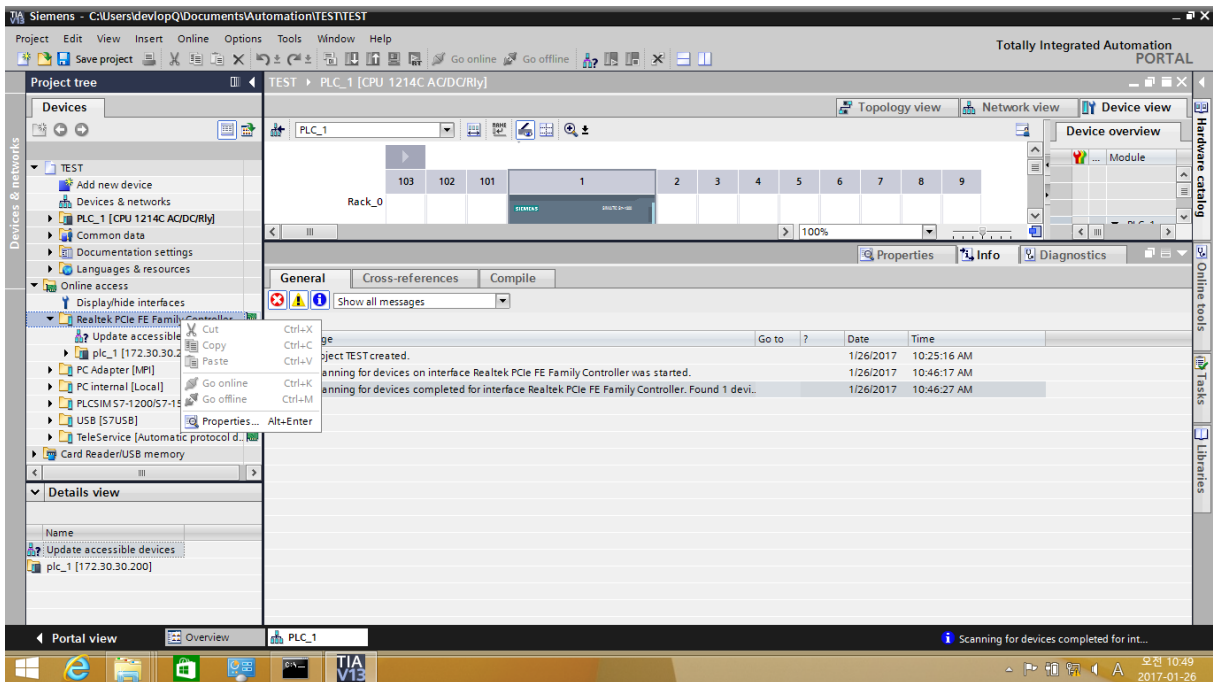 Siemens - C:\Users\devlopQ\Documents\Automation\TEST\TEST
Project Edit View Insert Online Options Tools Window Help
Totally Integrated Automation
PORTAL
Save project Go online Go offline
Project tree
TEST ▸ PLC_1 [CPU 1214C AC/DC/Rly]
Devices
Topology view Network view Device view
PLC_1
Device overview
Module
103 102 101 1 2 3 4 5 6 7 8 9
Rack_0
SIEMENS
100%
Devices & networks
TEST
Add new device
Devices & networks
PLC_1 [CPU 1214C AC/DC/Rly]
Common data
Documentation settings
Languages & resources
Online access
Display/hide interfaces
Realtek PCIe FE Family Controller
Update accessible
plc_1 [172.30.30.2
PC Adapter [MPI]
PC internal [Local]
PLCSIM S7-1200/S7-15
USB [S7USB]
TeleService [Automatic protocol d..
Card Reader/USB memory
Cut Ctrl+X
Copy Ctrl+C
Paste Ctrl+V
Go online Ctrl+K
Go offline Ctrl+M
Properties... Alt+Enter
Properties Info Diagnostics
General Cross-references Compile
Show all messages
ge Go to ? Date Time
ject TEST created. 1/26/2017 10:25:16 AM
anning for devices on interface Realtek PCIe FE Family Controller was started. 1/26/2017 10:46:17 AM
anning for devices completed for interface Realtek PCIe FE Family Controller. Found 1 devi.. 1/26/2017 10:46:27 AM
Hardware catalog
Online tools
Tasks
Libraries
Details view
Name
Update accessible devices
plc_1 [172.30.30.200]
Portal view Overview PLC_1
Scanning for devices completed for int...
TIA
V13
A
오전 10:49
2017-01-26